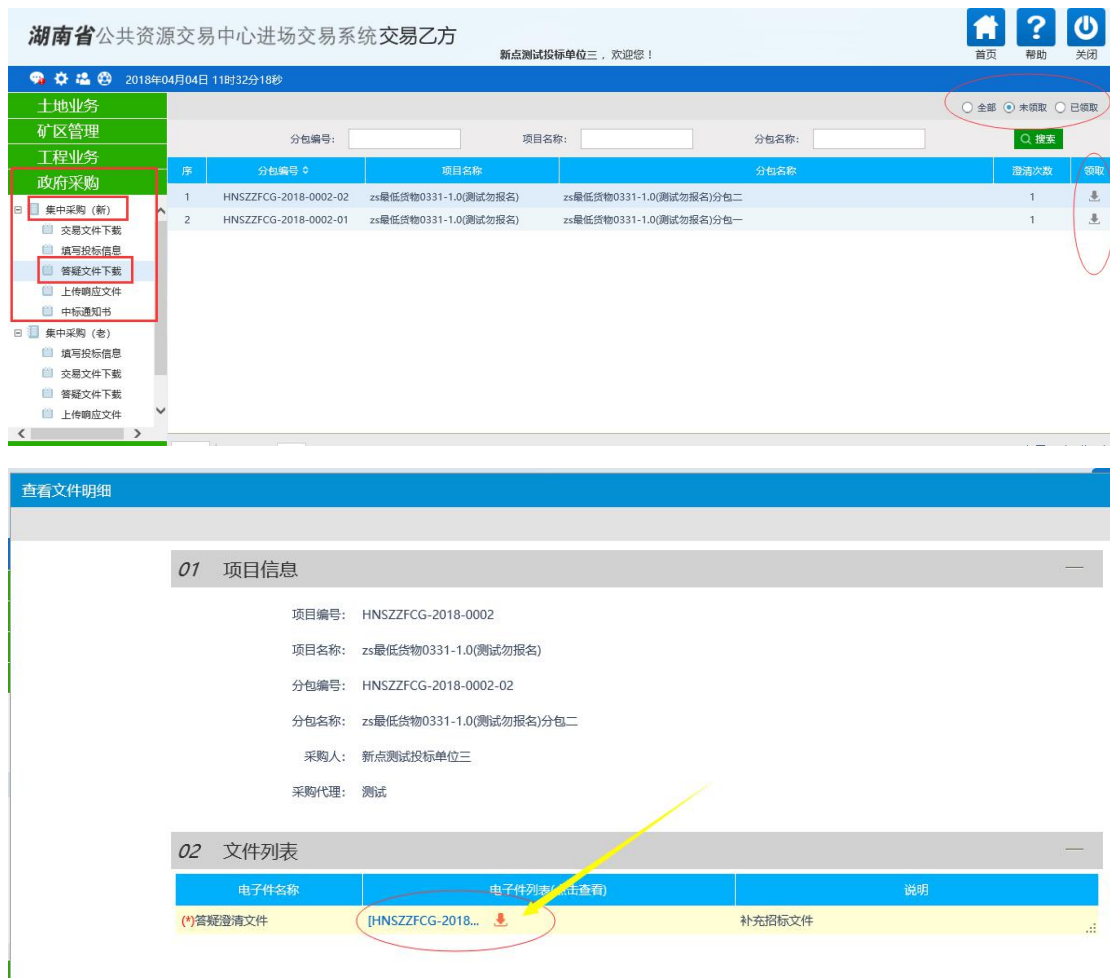 湖南省公共资源交易中心进场交易系统交易乙方
新点测试投标单位三，欢迎您！
首页 帮助 关闭
2018年04月04日 11时32分18秒
土地业务
矿区管理
工程业务
政府采购
集中采购（新）
交易文件下载
填写投标信息
答疑文件下载
上传响应文件
中标通知书
集中采购（老）
填写投标信息
交易文件下载
答疑文件下载
上传响应文件
全部 未领取 已领取
分包编号： 项目名称： 分包名称： 搜索
序 分包编号 项目名称 分包名称 澄清次数 领取
1 HNSZZFCG-2018-0002-02 zs最低货物0331-1.0(测试勿报名) zs最低货物0331-1.0(测试勿报名)分包二 1
2 HNSZZFCG-2018-0002-01 zs最低货物0331-1.0(测试勿报名) zs最低货物0331-1.0(测试勿报名)分包一 1
查看文件明细
01 项目信息
项目编号： HNSZZFCG-2018-0002
项目名称： zs最低货物0331-1.0(测试勿报名)
分包编号： HNSZZFCG-2018-0002-02
分包名称： zs最低货物0331-1.0(测试勿报名)分包二
采购人： 新点测试投标单位三
采购代理： 测试
02 文件列表
电子件名称 电子件列表(点击查看) 说明
(*)答疑澄清文件 [HNSZZFCG-2018... 补充招标文件